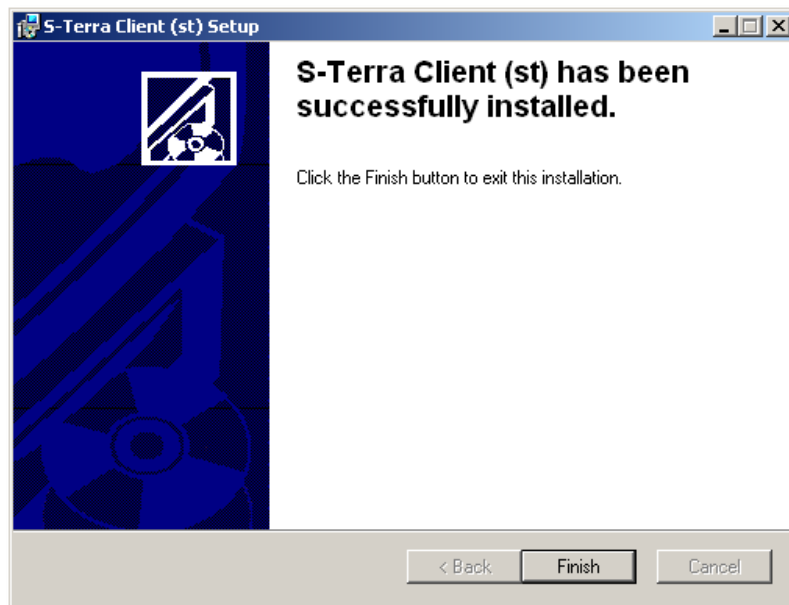 S-Terra Client (st) Setup
S-Terra Client (st) has been
successfully installed.
Click the Finish button to exit this installation.
< Back
Finish
Cancel